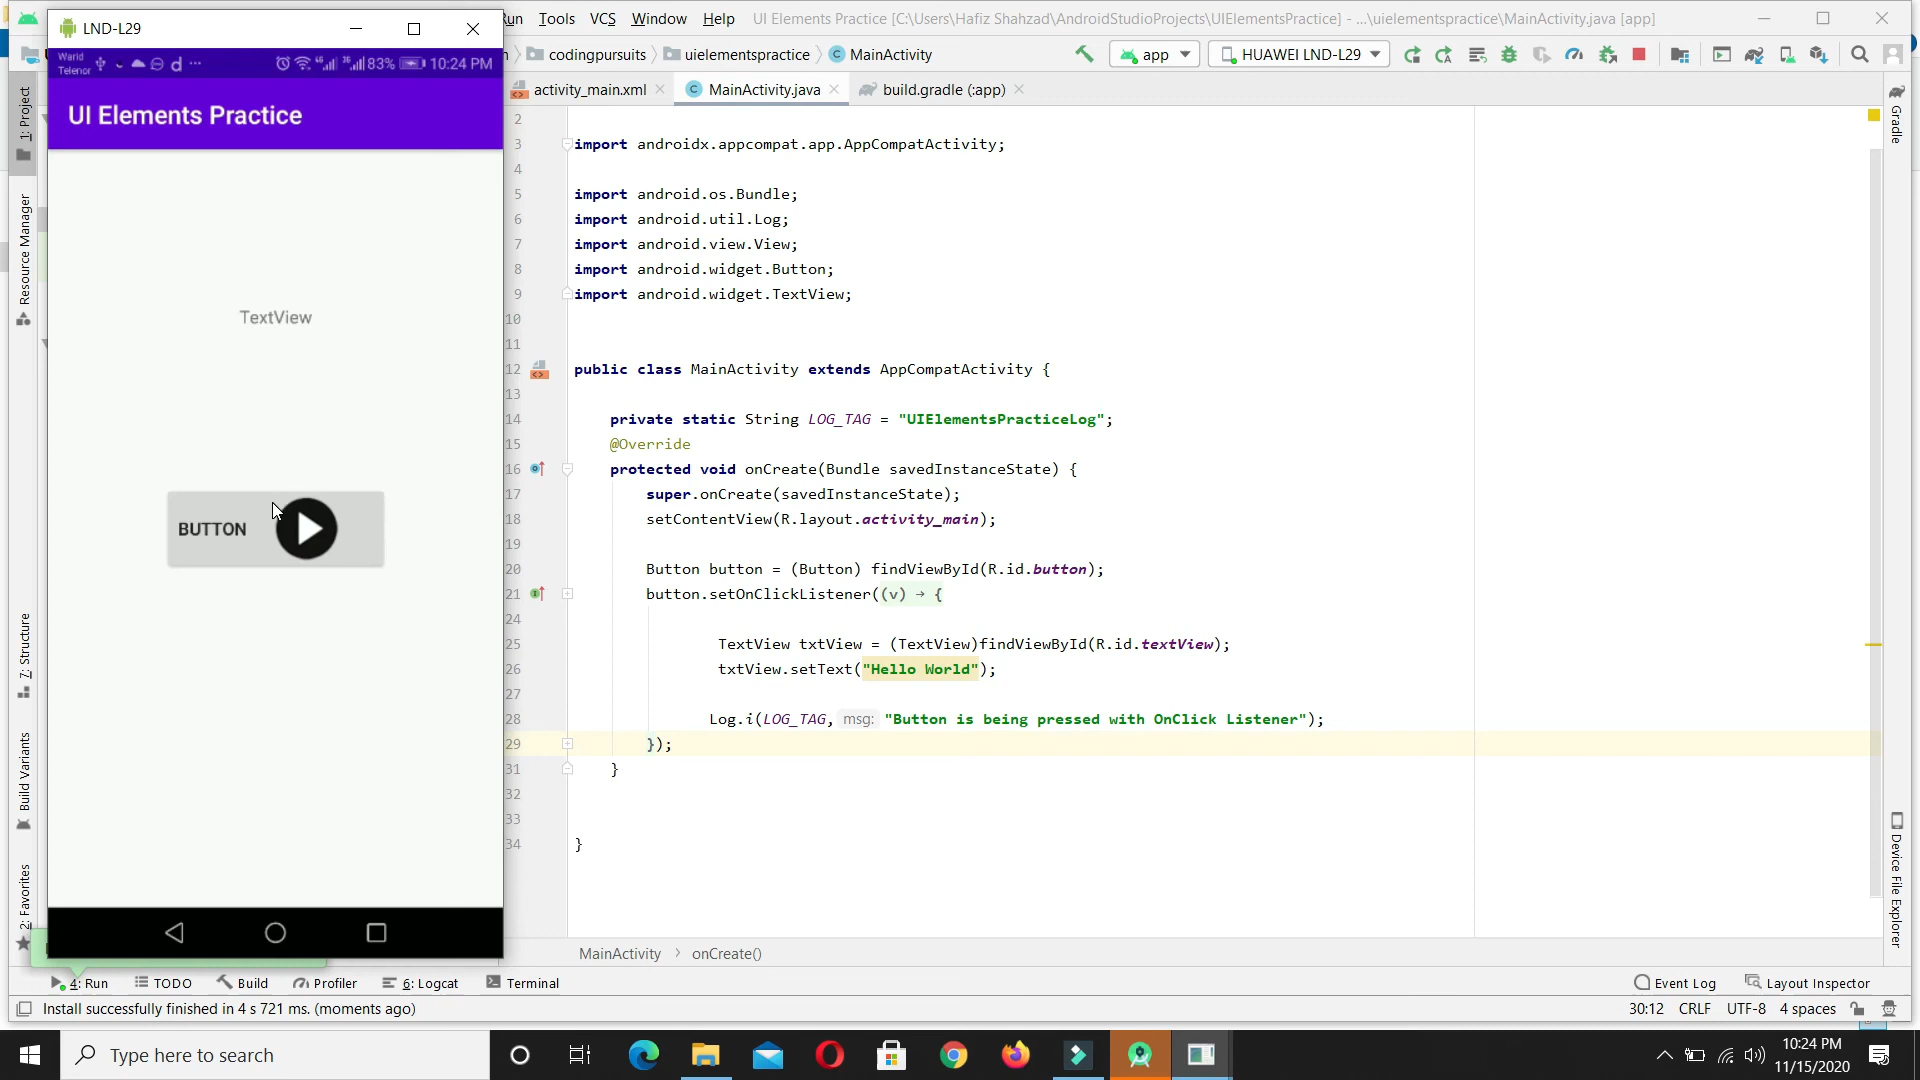 LND-L29
Run Tools VCS Window Help UI Elements Practice [C:\Users\Hafiz Shahzad\AndroidStudioProjects\UIElementsPractice] - ...\uielementspractice\MainActivity.java [app]
Warid
Telenor
83% 10:24 PM
codingpursuits uielementspractice MainActivity
app HUAWEI LND-L29
activity_main.xml MainActivity.java build.gradle (:app)
UI Elements Practice
TextView
BUTTON
1: Project
Resource Manager
7: Structure
Build Variants
2: Favorites
2
3 import androidx.appcompat.app.AppCompatActivity;
4
5 import android.os.Bundle;
6 import android.util.Log;
7 import android.view.View;
8 import android.widget.Button;
9 import android.widget.TextView;
10
11
12 public class MainActivity extends AppCompatActivity {
13
14 private static String LOG_TAG = "UIElementsPracticeLog";
15 @Override
16 protected void onCreate(Bundle savedInstanceState) {
17 super.onCreate(savedInstanceState);
18 setContentView(R.layout.activity_main);
19
20 Button button = (Button) findViewById(R.id.button);
21 button.setOnClickListener((v) → {
24
25 TextView txtView = (TextView)findViewById(R.id.textView);
26 txtView.setText("Hello World");
27
28 Log.i(LOG_TAG, msg: "Button is being pressed with OnClick Listener");
29 });
31 }
32
33
34 }
Gradle
Device File Explorer
MainActivity > onCreate()
4: Run TODO Build Profiler 6: Logcat Terminal Event Log Layout Inspector
Install successfully finished in 4 s 721 ms. (moments ago) 30:12 CRLF UTF-8 4 spaces
Type here to search
10:24 PM
11/15/2020